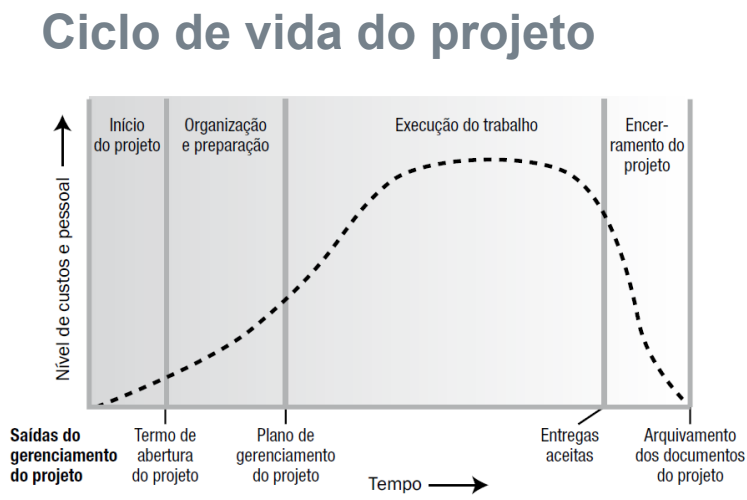 Ciclo de vida do projeto
Início
do projeto
Organização
e preparação
Execução do trabalho
Encer-
ramento do
projeto
Nível de custos e pessoal
Saídas do
gerenciamento
do projeto
Termo de
abertura
do projeto
Plano de
gerenciamento
do projeto
Entregas
aceitas
Arquivamento
dos documentos
do projeto
Tempo